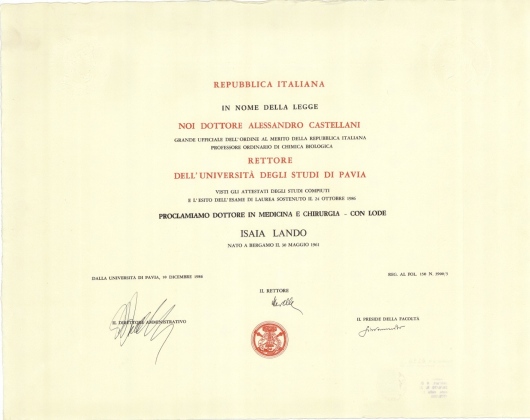 REPUBBLICA ITALIANA
IN NOME DELLA LEGGE
NOI DOTTORE ALESSANDRO CASTELLANI
GRANDE UFFICIALE DELL'ORDINE AL MERITO DELLA REPUBBLICA ITALIANA
PROFESSORE ORDINARIO DI CHIMICA BIOLOGICA
RETTORE
DELL'UNIVERSITÀ DEGLI STUDI DI PAVIA
VISTI GLI ATTESTATI DEGLI STUDI COMPIUTI
E L'ESITO DELL'ESAME DI LAUREA SOSTENUTO IL 24 OTTOBRE 1986
PROCLAMIAMO DOTTORE IN MEDICINA E CHIRURGIA - CON LODE
ISAIA LANDO
NATO A BERGAMO IL 30 MAGGIO 1961
DALLA UNIVERSITÀ DI PAVIA, 19 DICEMBRE 1986
REG. AL FOL. 150 N.
IL RETTORE
IL DIRETTORE AMMINISTRATIVO
IL PRESIDE DELLA FACOLTÀ